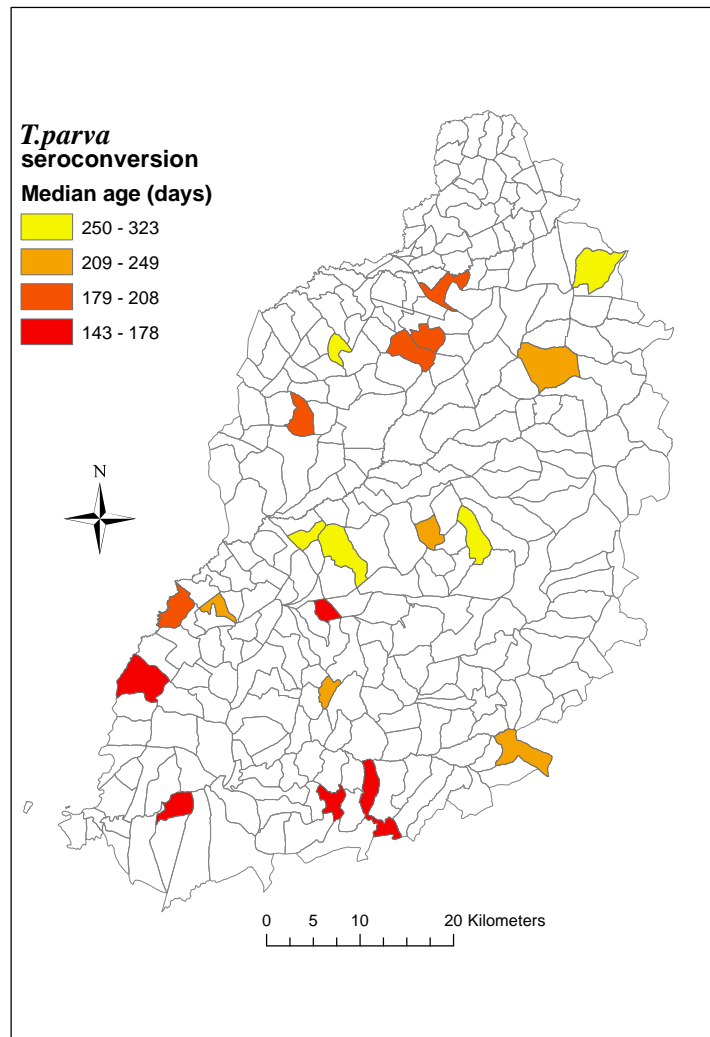 T.parva
seroconversion
Median age (days)
250 - 323
209 - 249
179 - 208
143 - 178
N
0 5 10 20 Kilometers